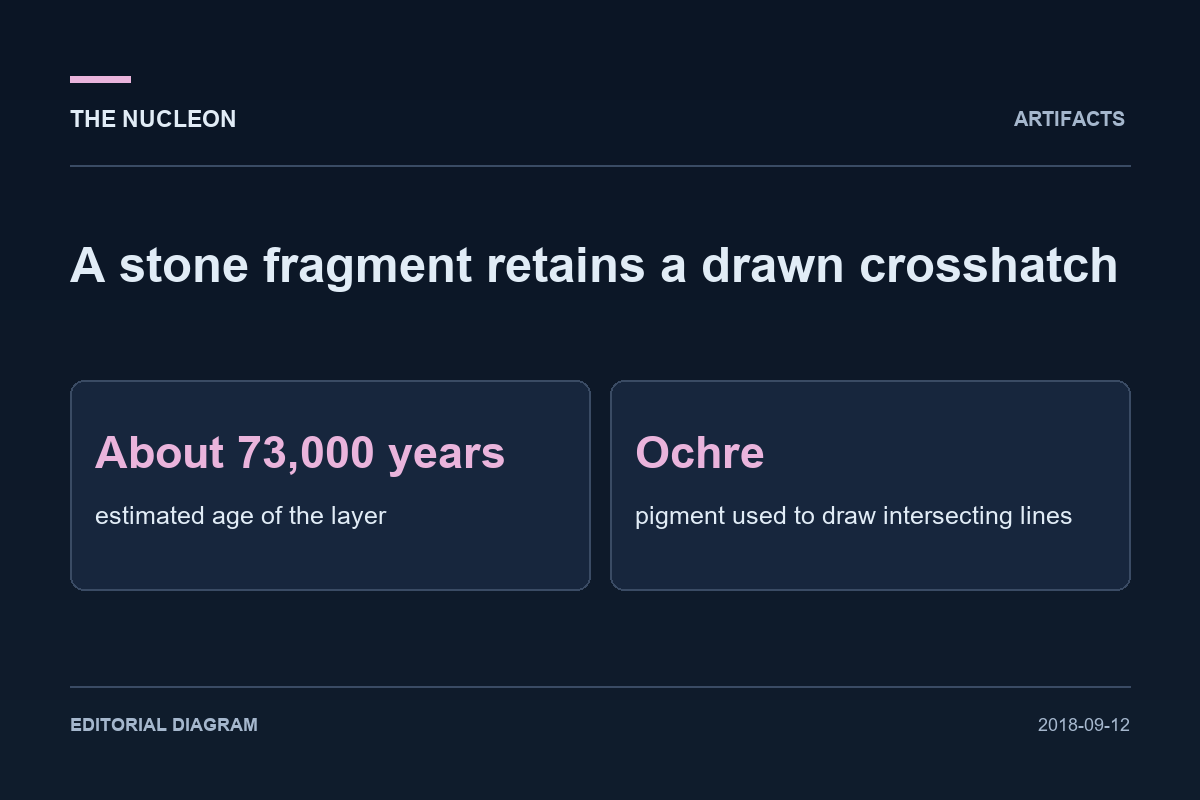 THE NUCLEON
ARTIFACTS
A stone fragment retains a drawn crosshatch
About 73,000 years
estimated age of the layer
Ochre
pigment used to draw intersecting lines
EDITORIAL DIAGRAM
2018-09-12